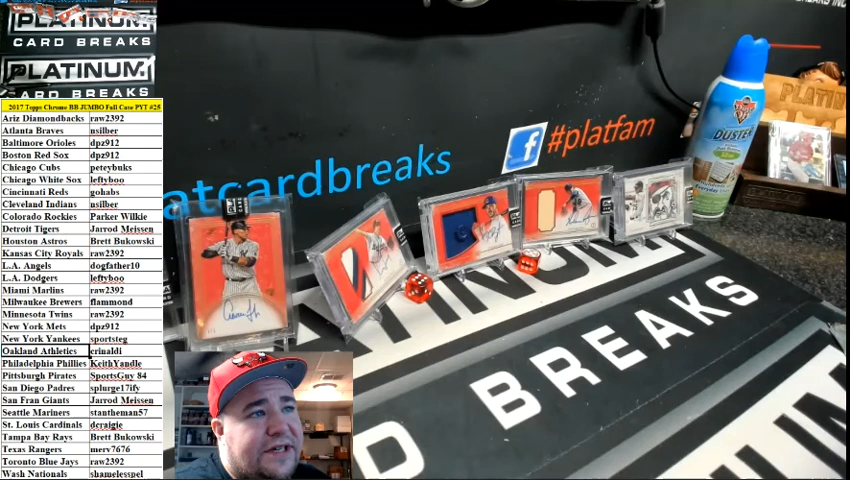 PLATINUM
CARD BREAKS
PLATINUM
CARD BREAKS
2017 Topps Chrome BB JUMBO Full Case PYT #25
Ariz Diamondbacks raw2392
Atlanta Braves nsilber
Baltimore Orioles dpz912
Boston Red Sox dpz912
Chicago Cubs peteybuks
Chicago White Sox leftyboo
Cincinnati Reds gohabs
Cleveland Indians nsilber
Colorado Rockies Parker Wilkie
Detroit Tigers Jarrod Meissen
Houston Astros Brett Bukowski
Kansas City Royals raw2392
L.A. Angels dogfather10
L.A. Dodgers leftyboo
Miami Marlins raw2392
Milwaukee Brewers flammond
Minnesota Twins raw2392
New York Mets dpz912
New York Yankees sportsteg
Oakland Athletics crinaldi
Philadelphia Phillies KeithYandle
Pittsburgh Pirates SportsGuy 84
San Diego Padres splurge17ify
San Fran Giants Jarrod Meissen
Seattle Mariners stantheman57
St. Louis Cardinals dcraigie
Tampa Bay Rays Brett Bukowski
Texas Rangers merv7676
Toronto Blue Jays raw2392
Wash Nationals shamelesspel
atcardbreaks
f #platfam
DUSTER
PLATIN
BREAKS
D BREAKS